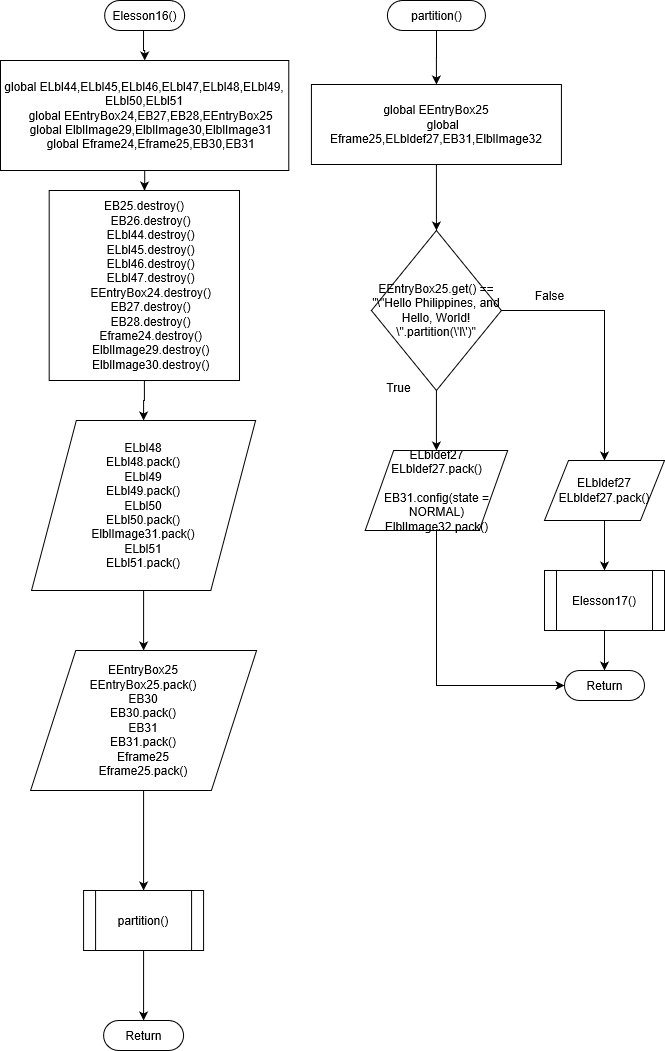 Elesson16()
global ELbl44,ELbl45,ELbl46,ELbl47,ELbl48,ELbl49,
ELbl50,ELbl51
global EEntryBox24,EB27,EB28,EEntryBox25
global ElblImage29,ElblImage30,ElblImage31
global Eframe24,Eframe25,EB30,EB31
EB25.destroy()
EB26.destroy()
ELbl44.destroy()
ELbl45.destroy()
ELbl46.destroy()
ELbl47.destroy()
EEntryBox24.destroy()
EB27.destroy()
EB28.destroy()
Eframe24.destroy()
ElblImage29.destroy()
ElblImage30.destroy()
ELbl48
ELbl48.pack()
ELbl49
ELbl49.pack()
ELbl50
ELbl50.pack()
ElblImage31.pack()
ELbl51
ELbl51.pack()
EEntryBox25
EEntryBox25.pack()
EB30
EB30.pack()
EB31
EB31.pack()
Eframe25
Eframe25.pack()
partition()
Return
partition()
global EEntryBox25
global
Eframe25,ELbldef27,EB31,ElblImage32
EEntryBox25.get() ==
"\"Hello Philippines, and
Hello, World!
\".partition(\'I\')"
False
True
ELbldef27
ELbldef27.pack()
EB31.config(state =
NORMAL)
ElblImage32.pack()
ELbldef27
ELbldef27.pack()
Elesson17()
Return